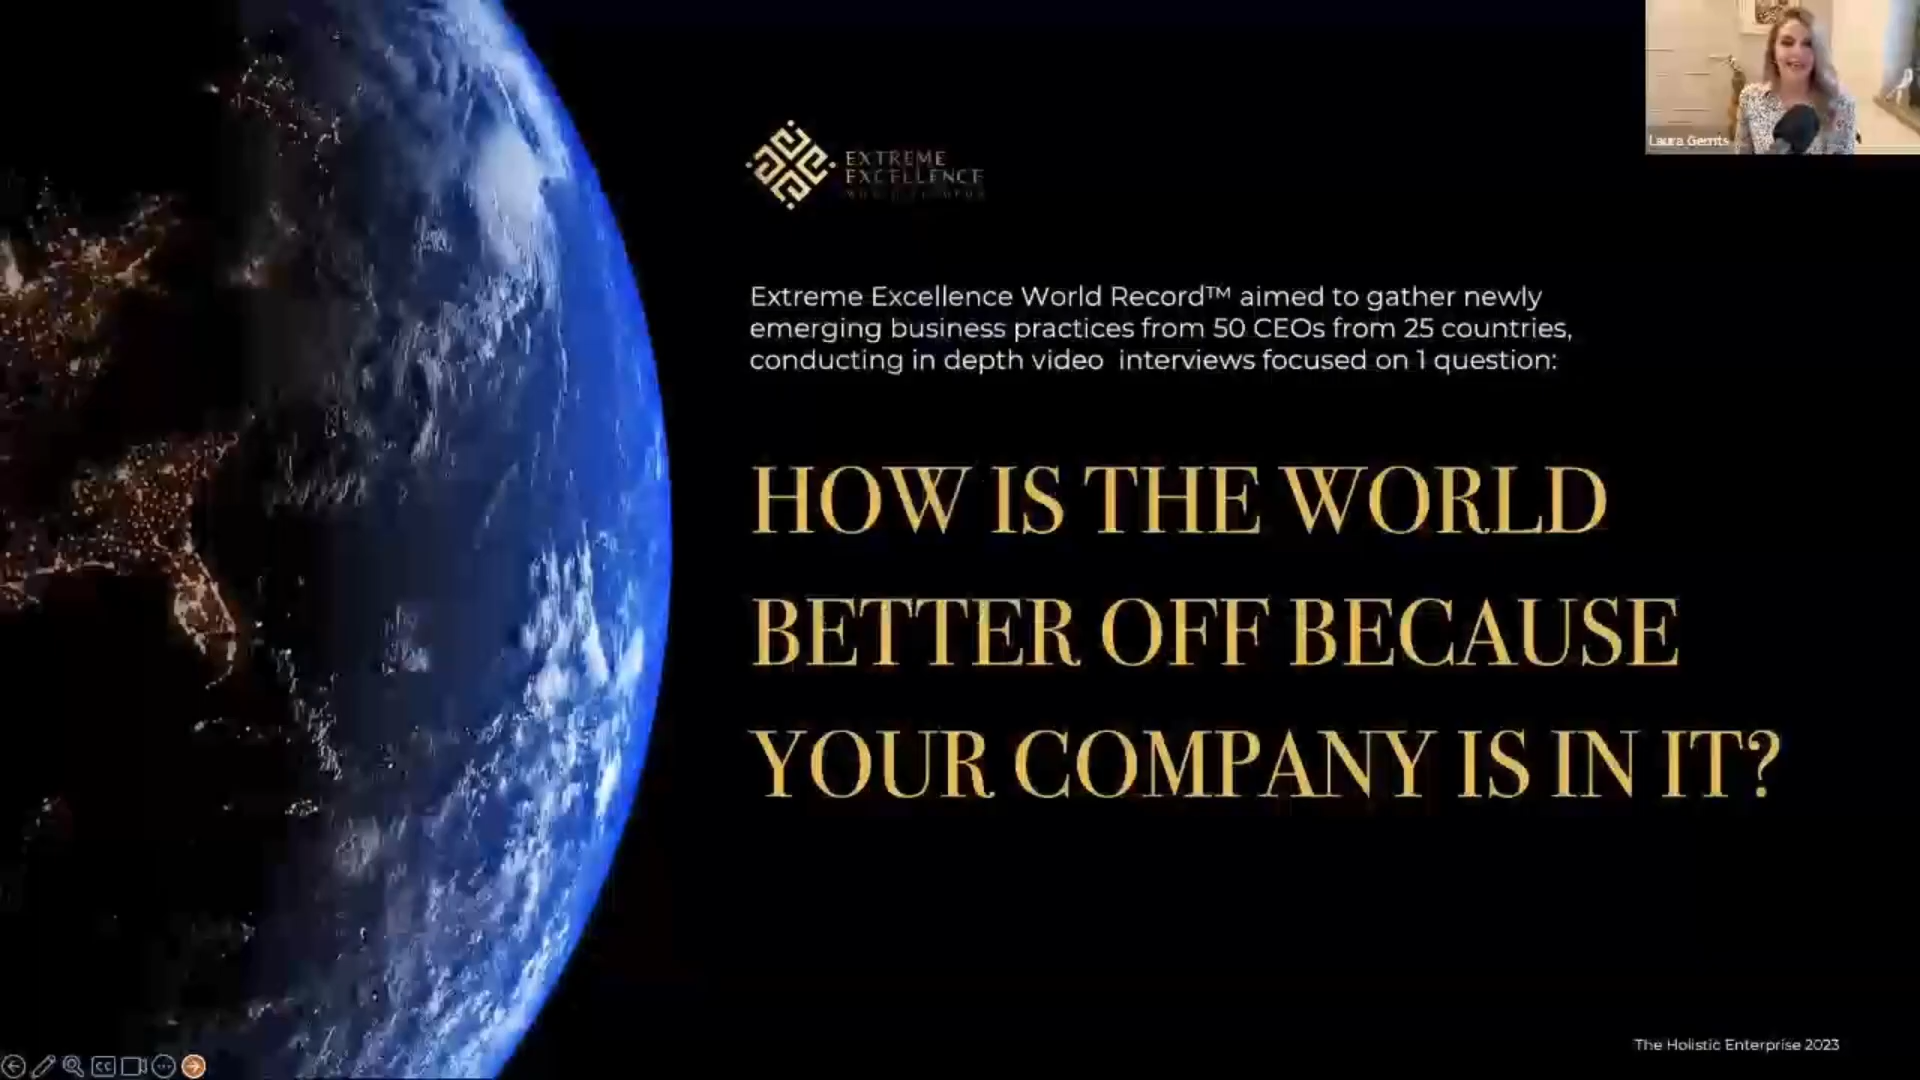 Laura Gerrits
EXTREME
EXCELLENCE
Extreme Excellence World Record™ aimed to gather newly
emerging business practices from 50 CEOs from 25 countries,
conducting in depth video interviews focused on 1 question:
HOW IS THE WORLD
BETTER OFF BECAUSE
YOUR COMPANY IS IN IT?
The Holistic Enterprise 2023
CC